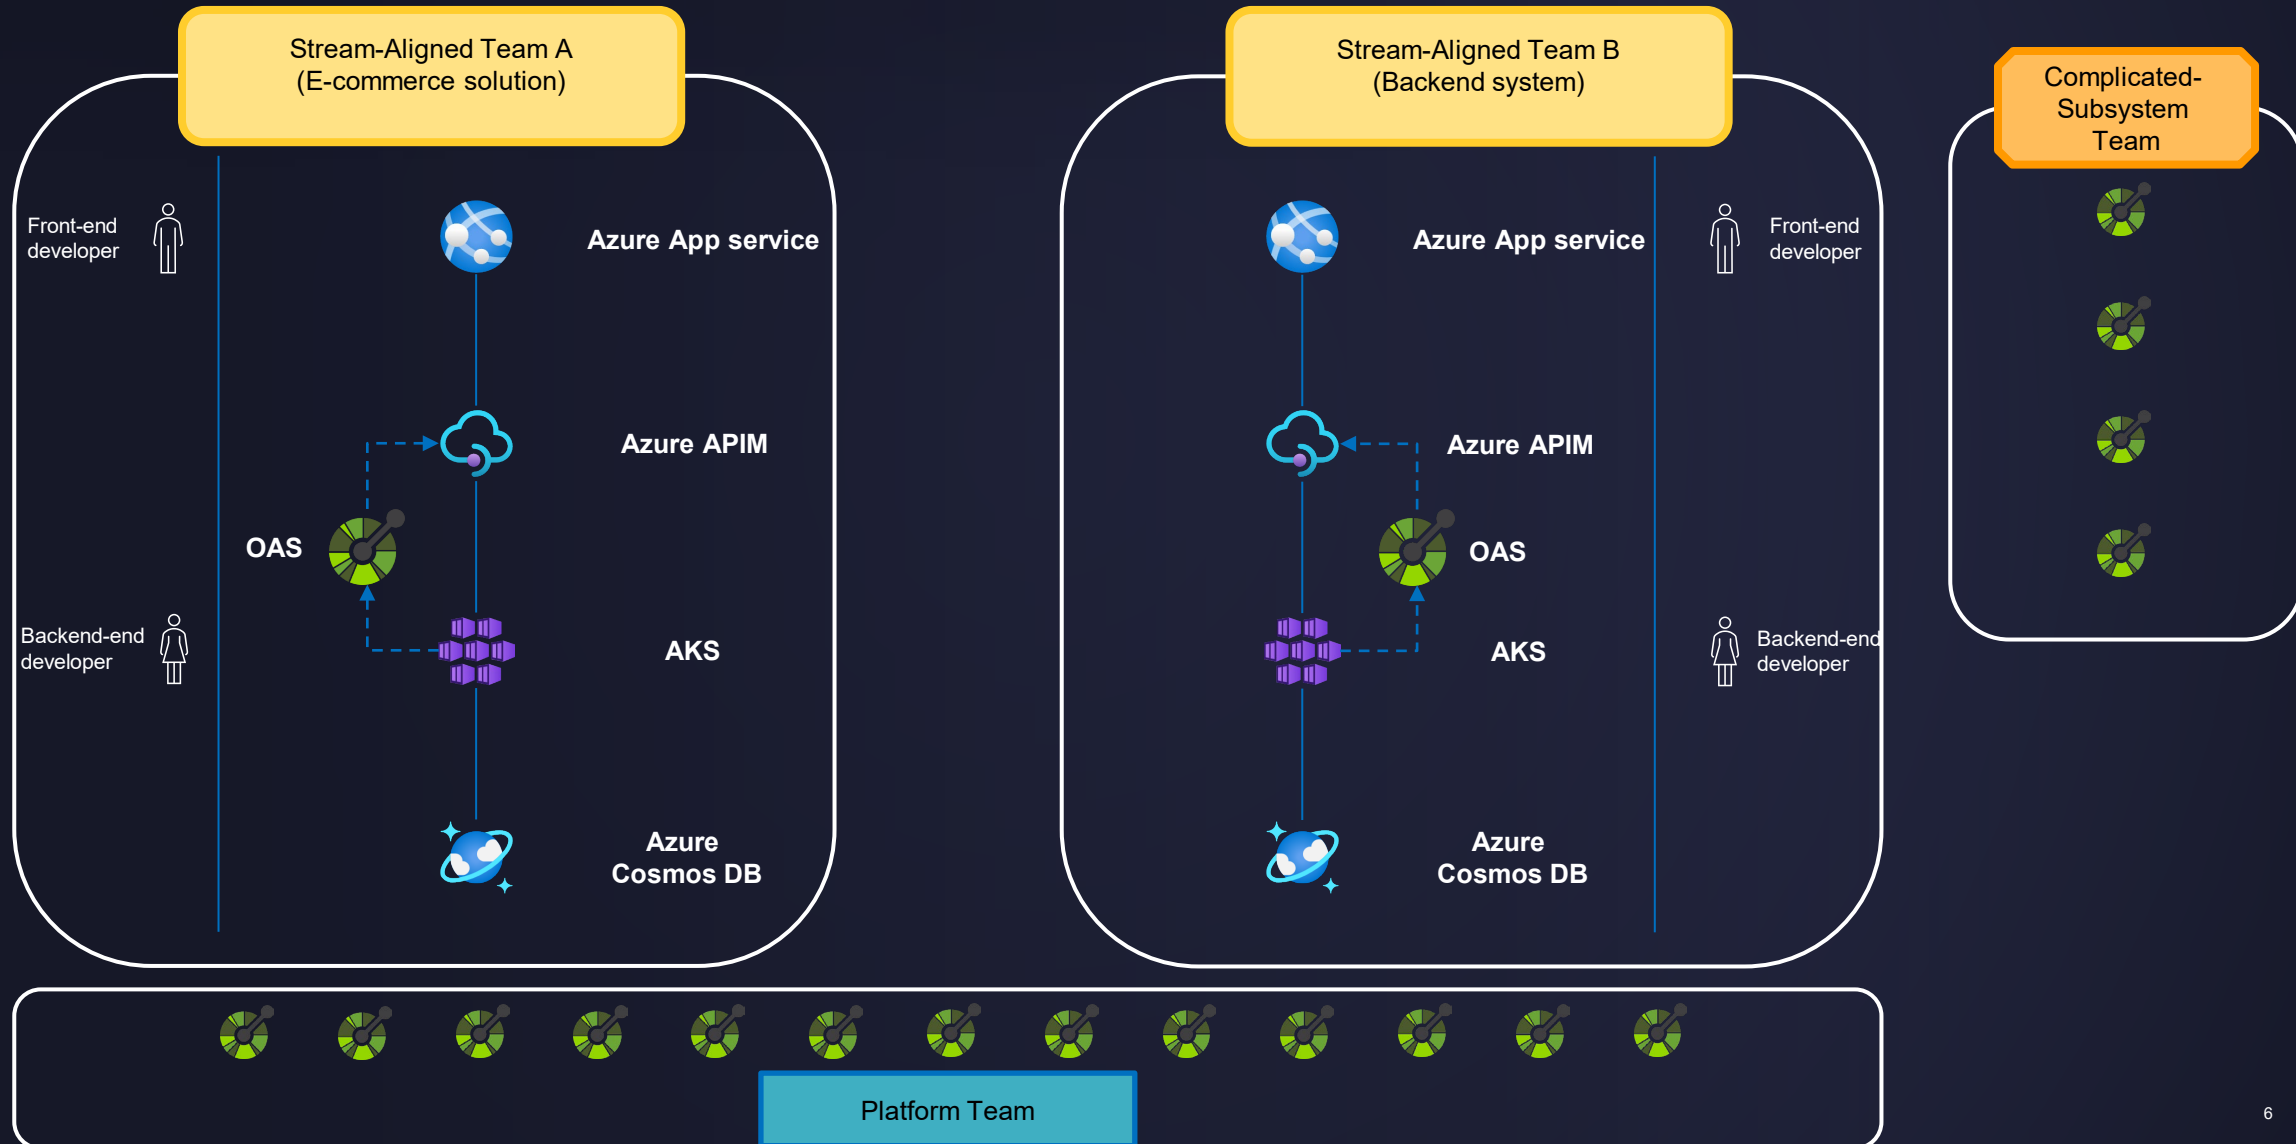 Stream-Aligned Team A
(E-commerce solution)
Front-end
developer
Azure App service
Azure APIM
OAS
Backend-end
developer
AKS
Azure
Cosmos DB
Stream-Aligned Team B
(Backend system)
Azure App service
Front-end
developer
Azure APIM
OAS
AKS
Backend-end
developer
Azure
Cosmos DB
Complicated-
Subsystem
Team
Platform Team
6